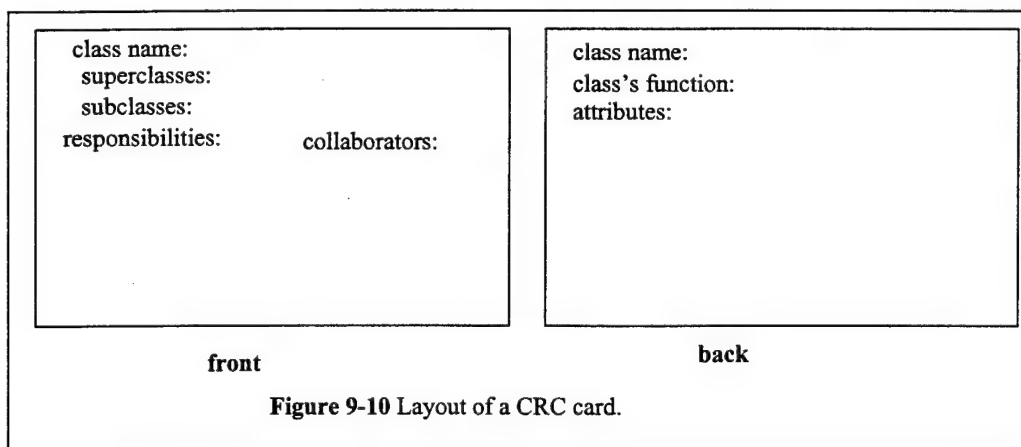 class name:
superclasses:
subclasses:
responsibilities: collaborators:
front
class name:
class's function:
attributes:
back
Figure 9-10 Layout of a CRC card.